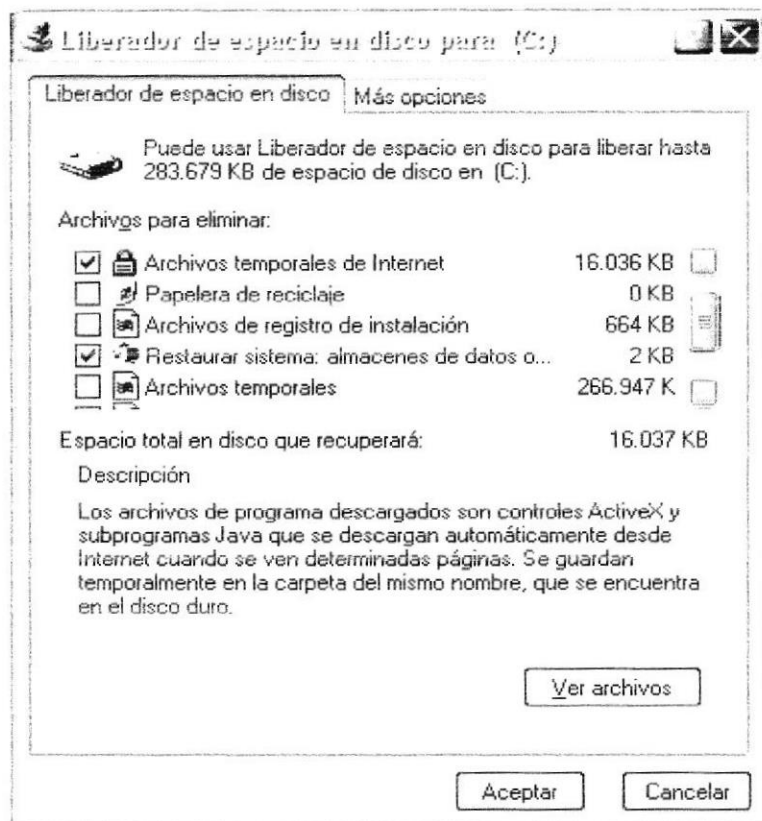 Liberador de espacio en disco para (C:)
Liberador de espacio en disco
Más opciones
Puede usar Liberador de espacio en disco para liberar hasta
283.679 KB de espacio de disco en (C:).
Archivos para eliminar:
Archivos temporales de Internet 16.036 KB
Papelera de reciclaje 0 KB
Archivos de registro de instalación 664 KB
Restaurar sistema: almacenes de datos o... 2 KB
Archivos temporales 266.947 K
Espacio total en disco que recuperará: 16.037 KB
Descripción
Los archivos de programa descargados son controles ActiveX y
subprogramas Java que se descargan automáticamente desde
Internet cuando se ven determinadas páginas. Se guardan
temporalmente en la carpeta del mismo nombre, que se encuentra
en el disco duro.
Ver archivos
Aceptar Cancelar